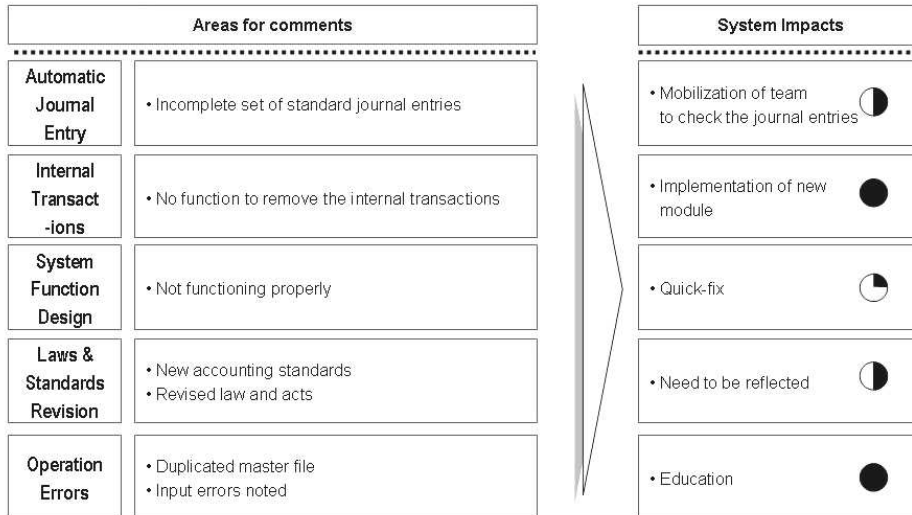 Areas for comments
System Impacts
Automatic
Journal
Entry
• Incomplete set of standard journal entries
• Mobilization of team
to check the journal entries
Internal
Transact
-ions
• No function to remove the internal transactions
• Implementation of new
module
System
Function
Design
• Not functioning properly
• Quick-fix
Laws &
Standards
Revision
• New accounting standards
• Revised law and acts
• Need to be reflected
Operation
Errors
• Duplicated master file
• Input errors noted
• Education